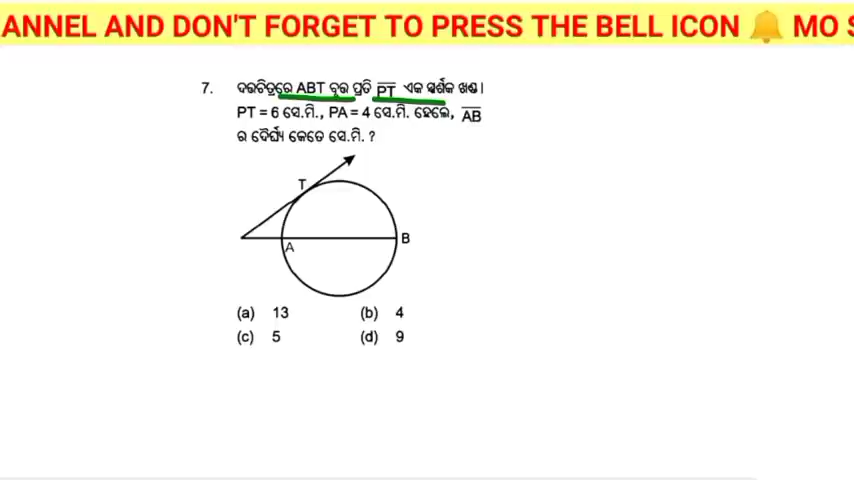 ANNEL AND DON'T FORGET TO PRESS THE BELL ICON 🔔 MO S
7. ଦତ୍ତଚିତ୍ରରେ ABT ବୃତ୍ତ ପ୍ରତି PT ଏକ ସ୍ପର୍ଶକ ଖଣ୍ଡ।
PT = 6 ସେ.ମି., PA = 4 ସେ.ମି. ହେଲେ, AB
ର ଦୈର୍ଘ୍ୟ କେତେ ସେ.ମି. ?
T
A
B
(a) 13 (b) 4
(c) 5 (d) 9